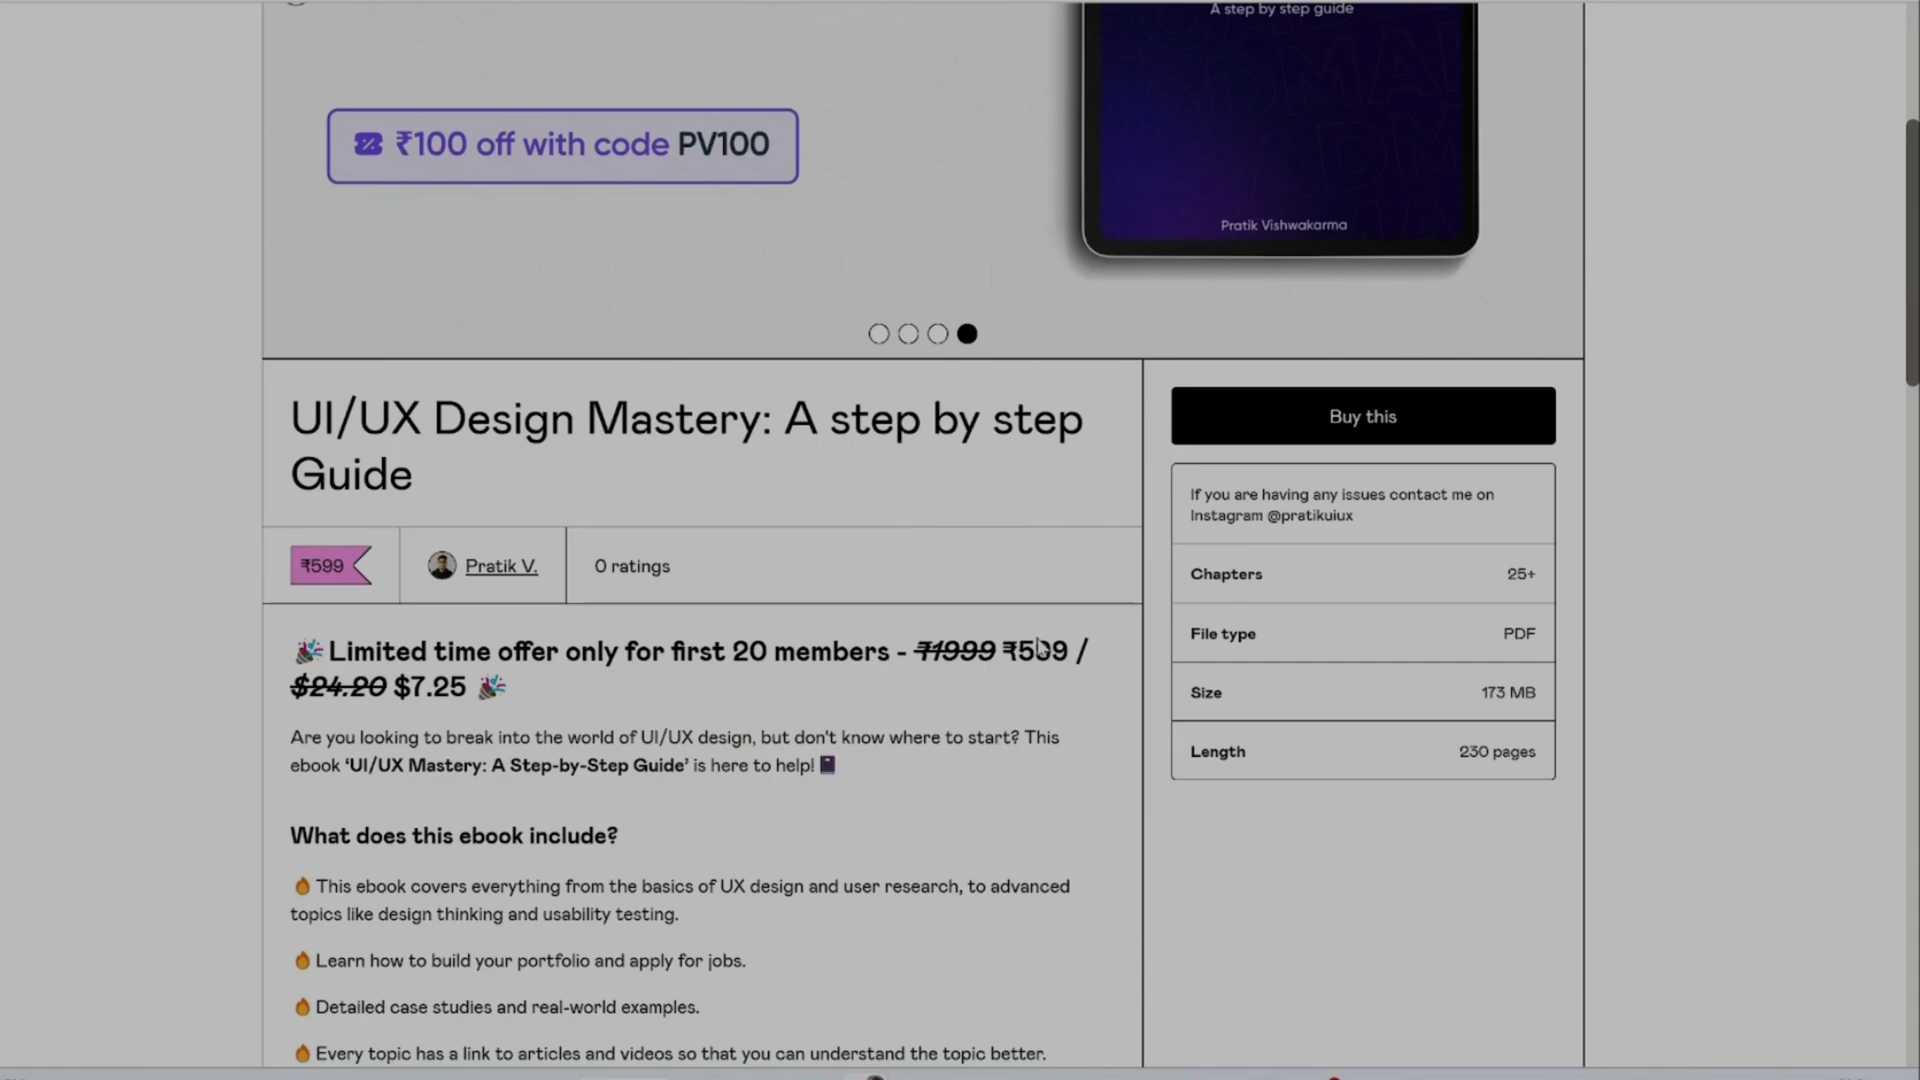 A step by step guide
₹100 off with code PV100
Pratik Vishwakarma
UI/UX Design Mastery: A step by step
Guide
₹599
Pratik V.
0 ratings
🎉 Limited time offer only for first 20 members - ₹1999 ₹599 /
$24.20 $7.25 🎉
Are you looking to break into the world of UI/UX design, but don't know where to start? This
ebook ‘UI/UX Mastery: A Step-by-Step Guide’ is here to help! 📓
What does this ebook include?
🔥 This ebook covers everything from the basics of UX design and user research, to advanced
topics like design thinking and usability testing.
🔥 Learn how to build your portfolio and apply for jobs.
🔥 Detailed case studies and real-world examples.
🔥 Every topic has a link to articles and videos so that you can understand the topic better.
Buy this
If you are having any issues contact me on
Instagram @pratikuiux
Chapters 25+
File type PDF
Size 173 MB
Length 230 pages